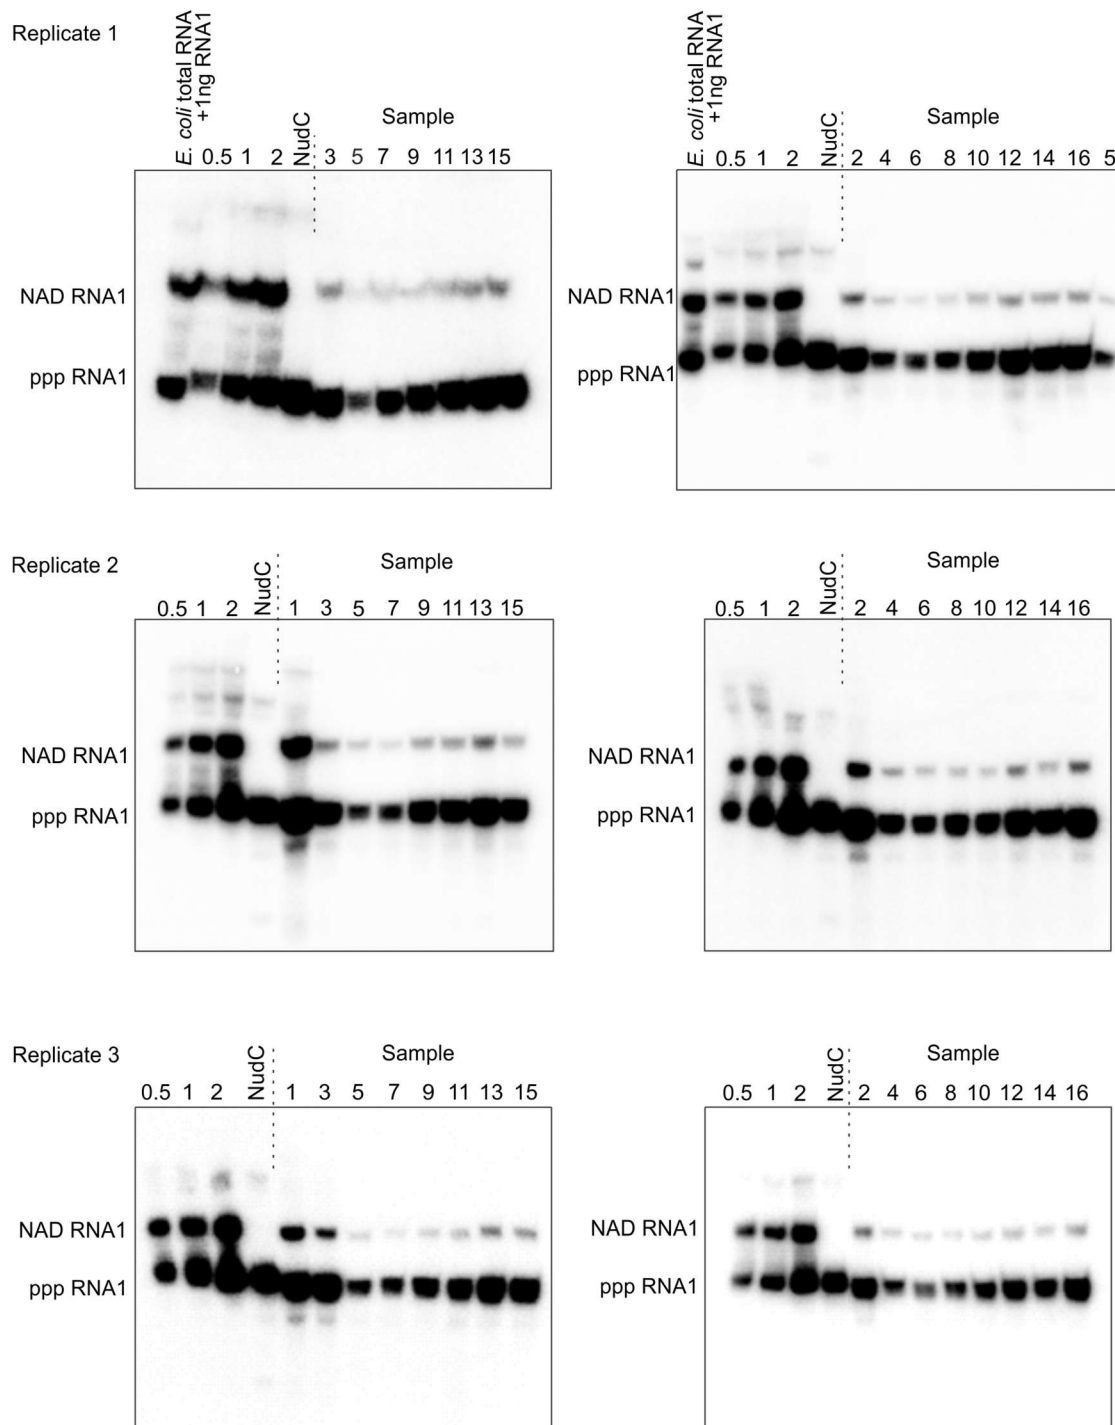 Replicate 1
E. coli total RNA
+1ng RNA1
0.5 1 2 NudC
Sample
3 5 7 9 11 13 15
NAD RNA1
ppp RNA1
E. coli total RNA
+1ng RNA1
0.5 1 2 NudC
Sample
2 4 6 8 10 12 14 16 5
NAD RNA1
ppp RNA1
Replicate 2
Sample
0.5 1 2 NudC 1 3 5 7 9 11 13 15
NAD RNA1
ppp RNA1
Sample
0.5 1 2 NudC 2 4 6 8 10 12 14 16
NAD RNA1
ppp RNA1
Replicate 3
Sample
0.5 1 2 NudC 1 3 5 7 9 11 13 15
NAD RNA1
ppp RNA1
Sample
0.5 1 2 NudC 2 4 6 8 10 12 14 16
NAD RNA1
ppp RNA1